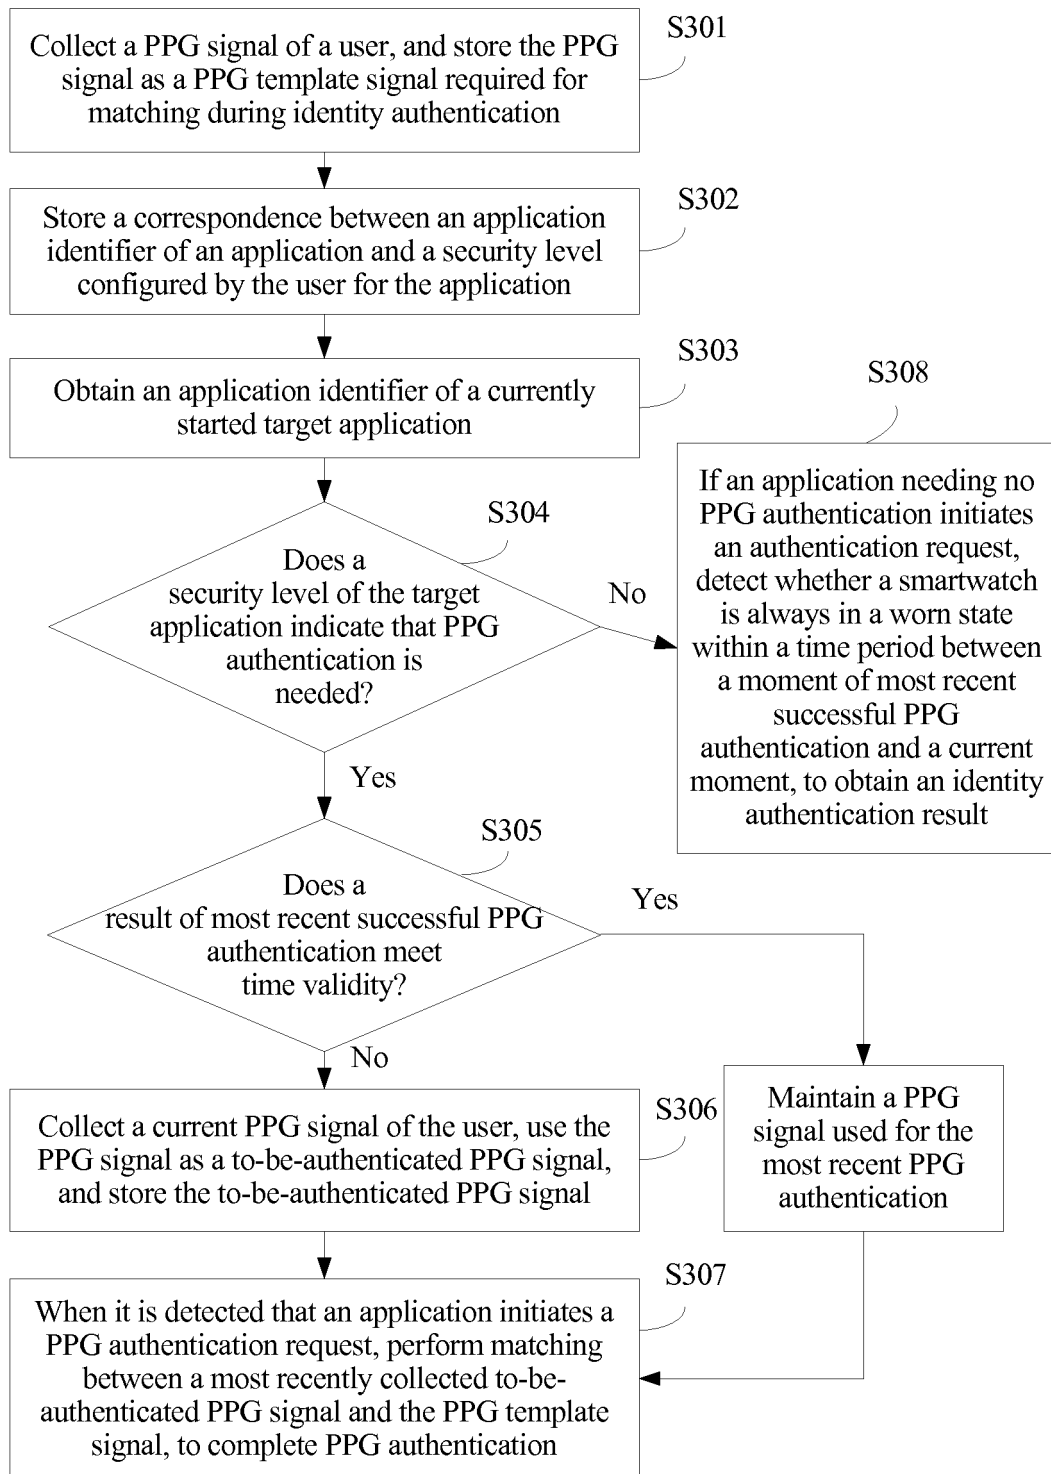 S301
Collect a PPG signal of a user, and store the PPG
signal as a PPG template signal required for
matching during identity authentication
S302
Store a correspondence between an application
identifier of an application and a security level
configured by the user for the application
S303
Obtain an application identifier of a currently
started target application
S304
Does a
security level of the target
application indicate that PPG
authentication is
needed?
No
Yes
S308
If an application needing no
PPG authentication initiates
an authentication request,
detect whether a smartwatch
is always in a worn state
within a time period between
a moment of most recent
successful PPG
authentication and a current
moment, to obtain an identity
authentication result
S305
Does a
result of most recent successful PPG
authentication meet
time validity?
Yes
No
S306
Collect a current PPG signal of the user, use the
PPG signal as a to-be-authenticated PPG signal,
and store the to-be-authenticated PPG signal
Maintain a PPG
signal used for the
most recent PPG
authentication
S307
When it is detected that an application initiates a
PPG authentication request, perform matching
between a most recently collected to-be-
authenticated PPG signal and the PPG template
signal, to complete PPG authentication